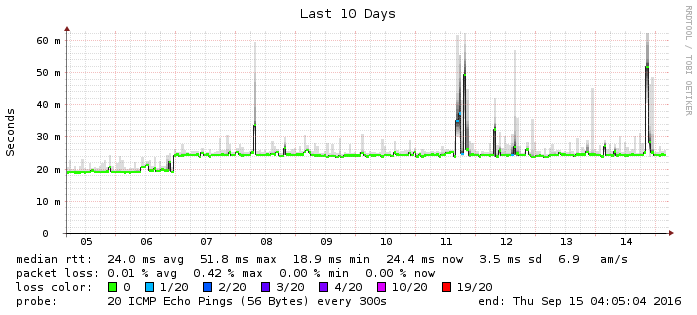 Last 10 Days
RRDTOOL / TOBI OETIKER
Seconds
60 m
50 m
40 m
30 m
20 m
10 m
0
05 06 07 08 09 10 11 12 13 14
median rtt: 24.0 ms avg 51.8 ms max 18.9 ms min 24.4 ms now 3.5 ms sd 6.9 am/s
packet loss: 0.01 % avg 0.42 % max 0.00 % min 0.00 % now
loss color: 0 1/20 2/20 3/20 4/20 10/20 19/20
probe: 20 ICMP Echo Pings (56 Bytes) every 300s end: Thu Sep 15 04:05:04 2016